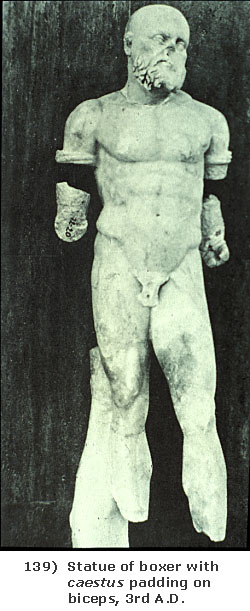 139) Statue of boxer with
caestus padding on
biceps, 3rd A.D.